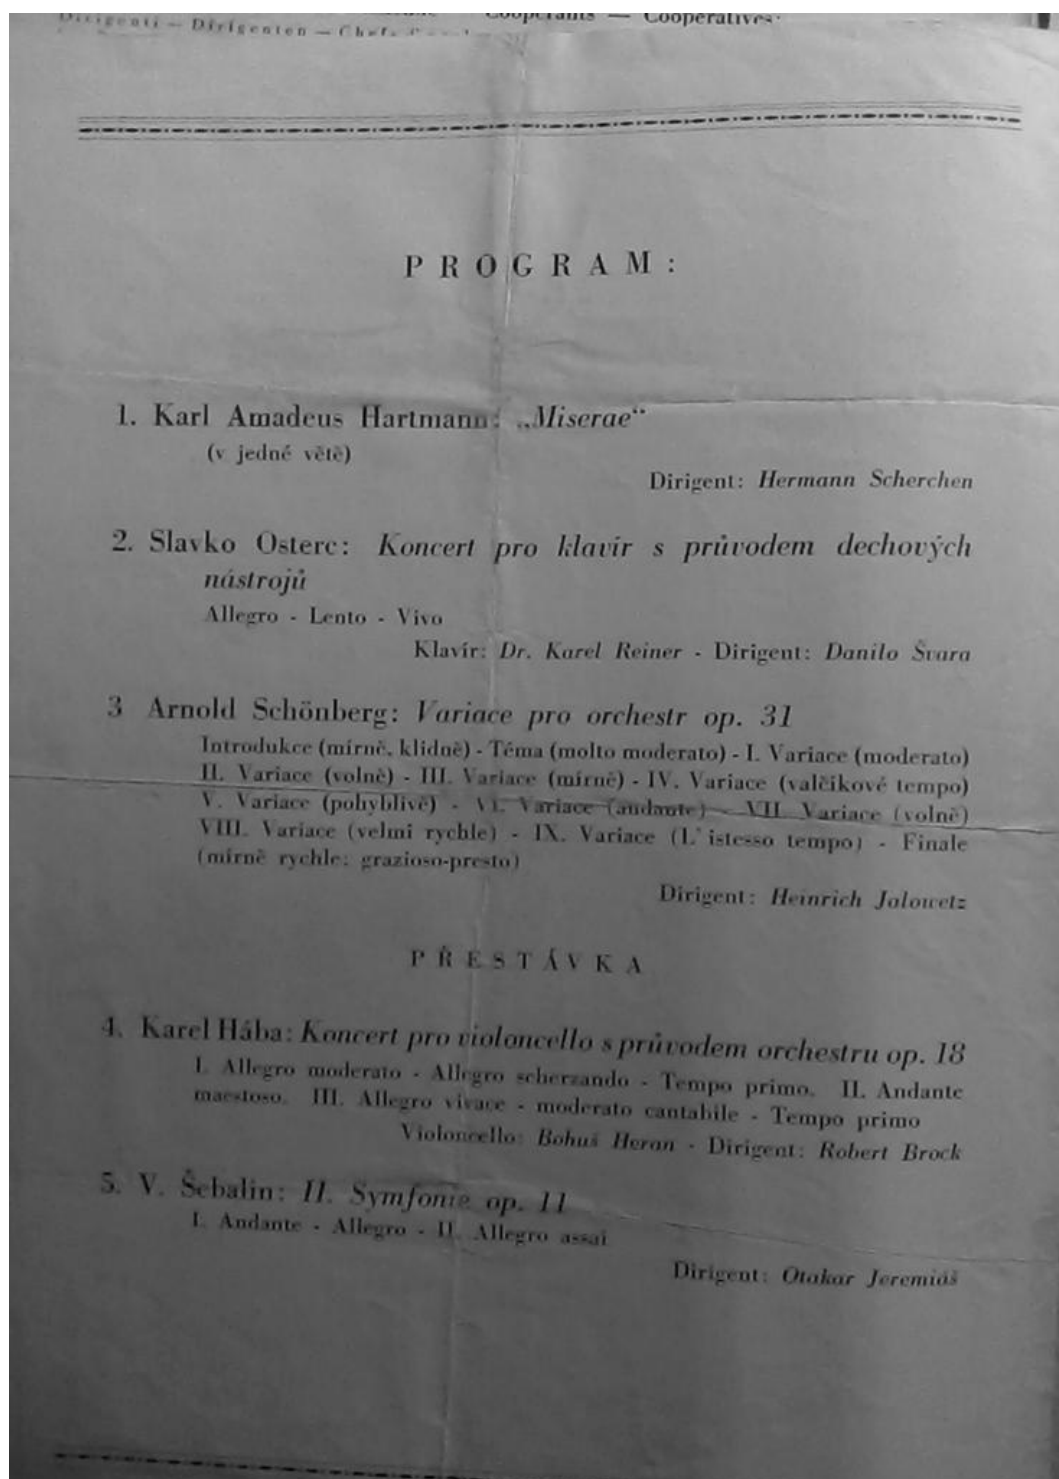 Cooperants — Cooperatives
Dirigenti — Dirigenten — Chefs
PROGRAM:
1. Karl Amadeus Hartmann: „Miserae“
(v jedné větě)
Dirigent: Hermann Scherchen
2. Slavko Osterc: Koncert pro klavír s průvodem dechových
nástrojů
Allegro - Lento - Vivo
Klavír: Dr. Karel Reiner - Dirigent: Danilo Švara
3 Arnold Schönberg: Variace pro orchestr op. 31
Introdukce (mírně, klidně) - Téma (molto moderato) - I. Variace (moderato)
II. Variace (volně) - III. Variace (mírně) - IV. Variace (valčíkové tempo)
V. Variace (pohyblivě) - VI. Variace (andante) - VII. Variace (volně)
VIII. Variace (velmi rychle) - IX. Variace (L'istesso tempo) - Finale
(mírně rychle: grazioso-presto)
Dirigent: Heinrich Jalowetz
PŘESTÁVKA
4. Karel Hába: Koncert pro violoncello s průvodem orchestru op. 18
I. Allegro moderato - Allegro scherzando - Tempo primo. II. Andante
maestoso. III. Allegro vivace - moderato cantabile - Tempo primo
Violoncello: Bohuš Heran - Dirigent: Robert Brock
5. V. Šebalin: II. Symfonie op. 11
I. Andante - Allegro - II. Allegro assai
Dirigent: Otakar Jeremiáš